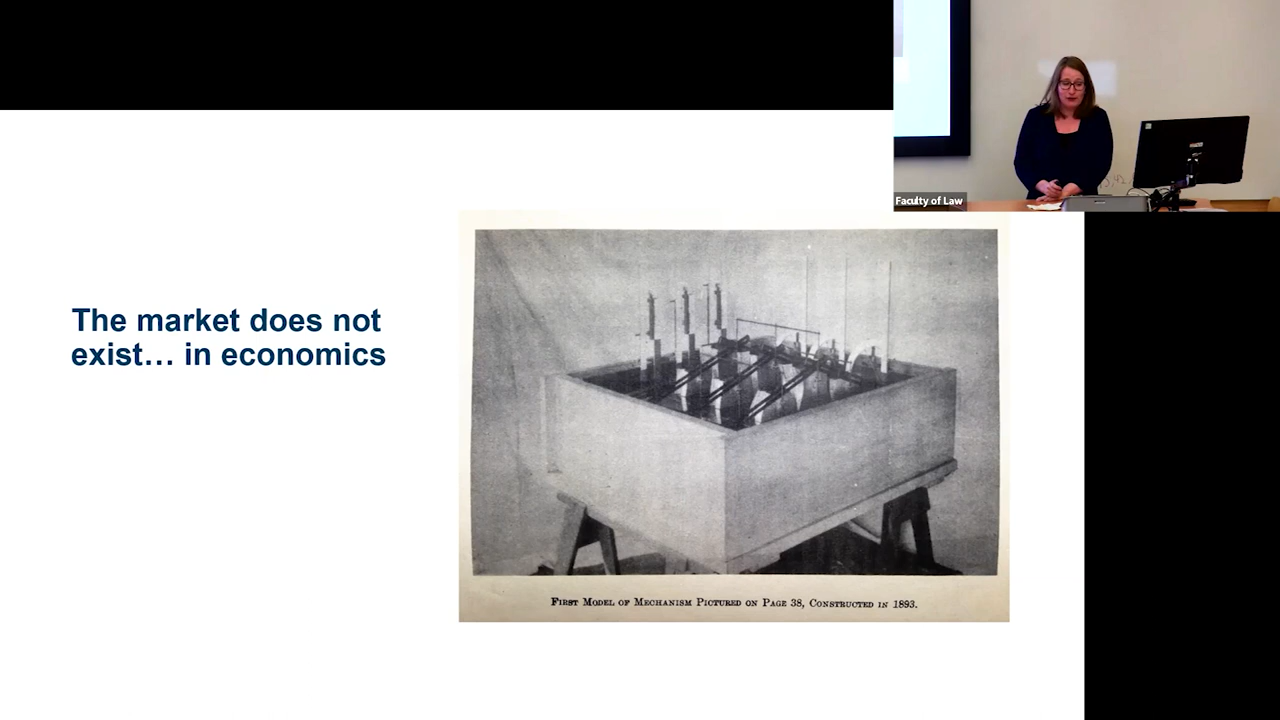 Faculty of Law
The market does not
exist… in economics
First Model of Mechanism Pictured on Page 38, Constructed in 1893.